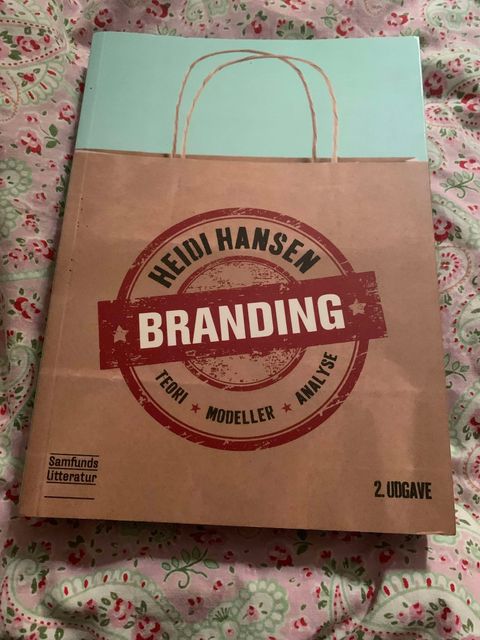 HEIDI HANSEN
BRANDING
TEORI ★ MODELLER ★ ANALYSE
Samfunds
litteratur
2. UDGAVE